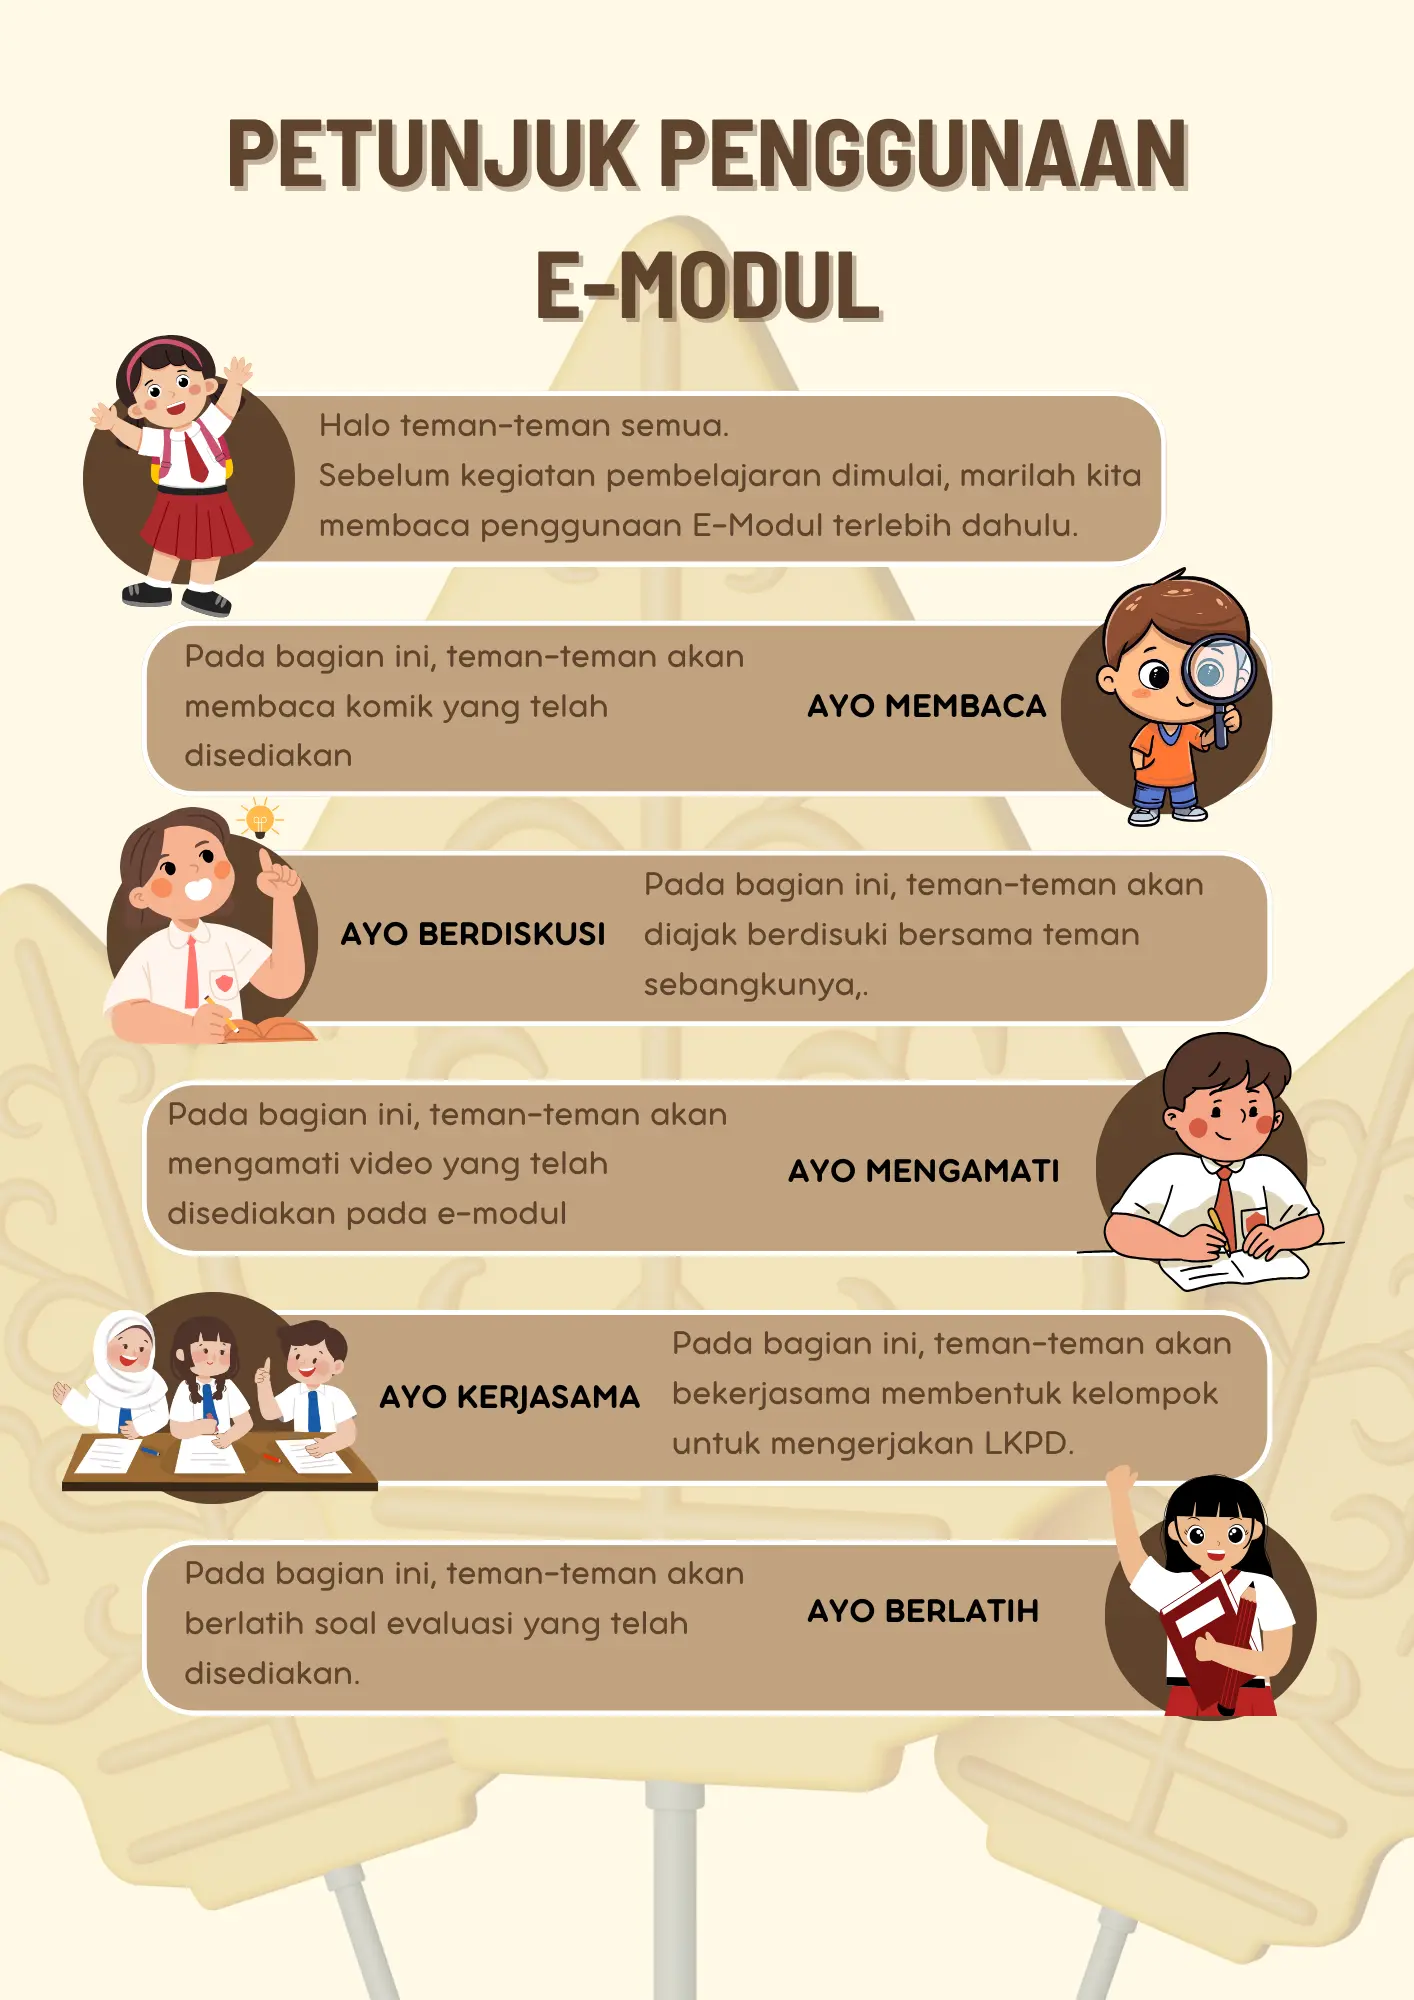 PETUNJUK PENGGUNAAN
E-MODUL
Halo teman-teman semua.
Sebelum kegiatan pembelajaran dimulai, marilah kita
membaca penggunaan E-Modul terlebih dahulu.
Pada bagian ini, teman-teman akan
membaca komik yang telah
disediakan
AYO MEMBACA
AYO BERDISKUSI
Pada bagian ini, teman-teman akan
diajak berdisuki bersama teman
sebangkunya,.
Pada bagian ini, teman-teman akan
mengamati video yang telah
disediakan pada e-modul
AYO MENGAMATI
AYO KERJASAMA
Pada bagian ini, teman-teman akan
bekerjasama membentuk kelompok
untuk mengerjakan LKPD.
Pada bagian ini, teman-teman akan
berlatih soal evaluasi yang telah
disediakan.
AYO BERLATIH